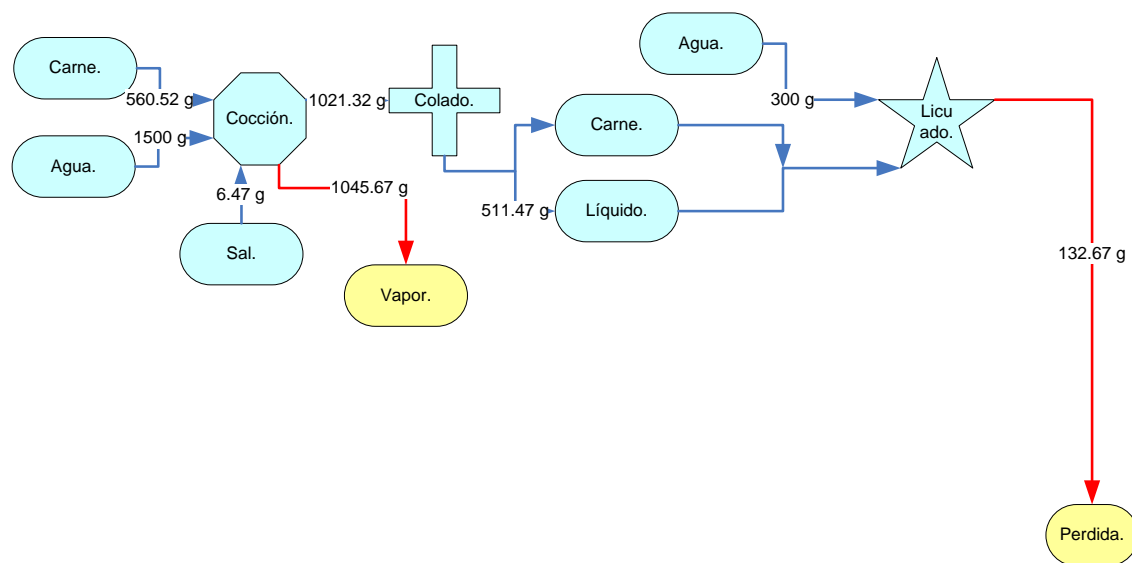 Carne.
560.52 g
Agua.
1500 g
Cocción.
6.47 g
Sal.
1045.67 g
Vapor.
1021.32 g
Colado.
Carne.
511.47 g
Líquido.
Agua.
300 g
Licu
ado.
132.67 g
Perdida.